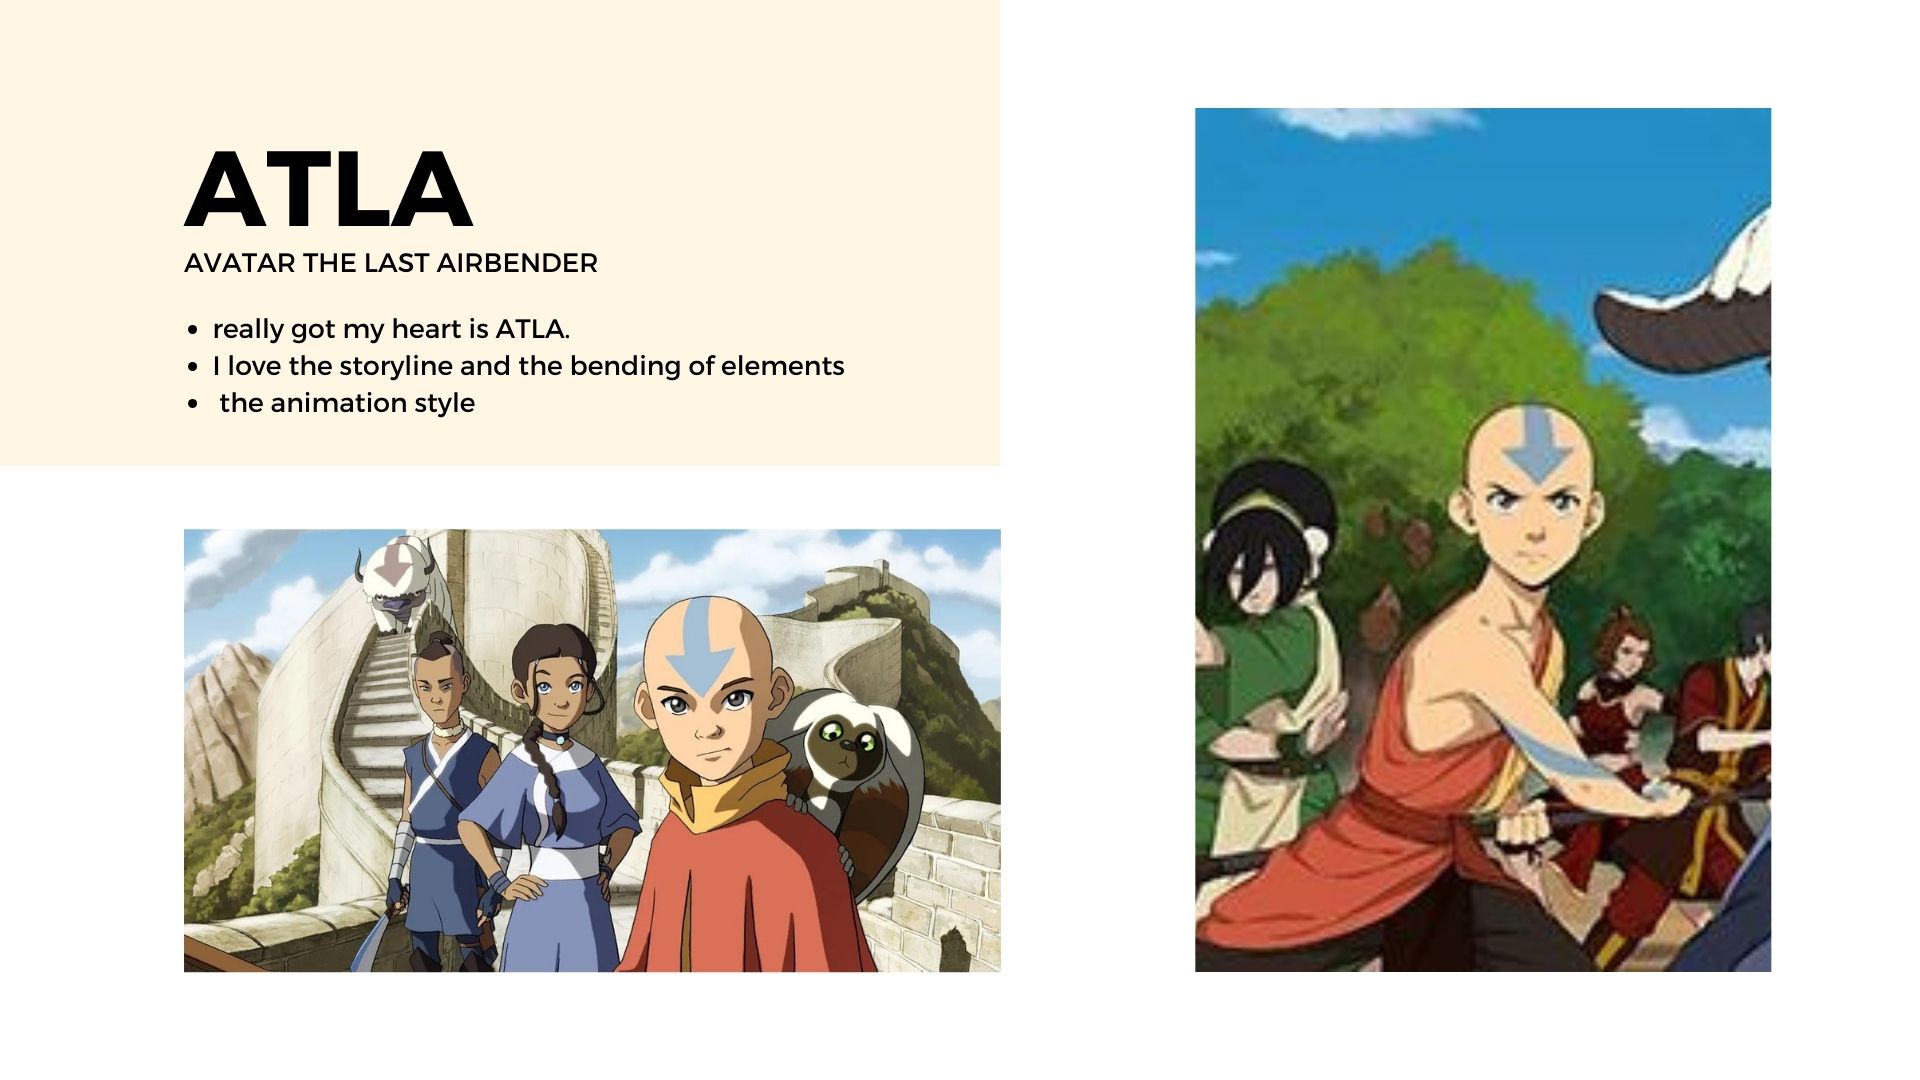 ATLA
AVATAR THE LAST AIRBENDER
• really got my heart is ATLA.
• I love the storyline and the bending of elements
• the animation style